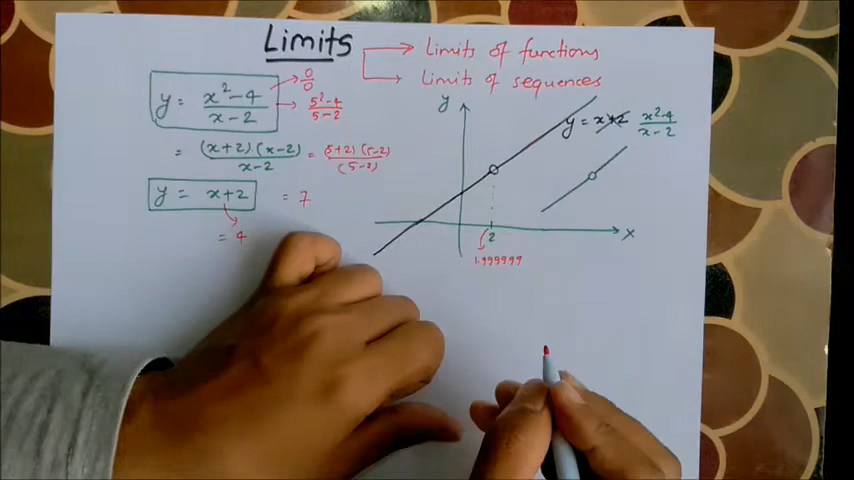 Limits
Limits of functions
Limits of sequences
y = x²-4 / x-2
0/0
5²-4 / 5-2
= (x+2).(x-2) / x-2 = (5+2)(5-2) / (5-2)
y = x+2 = 7
= 4
y
y = x+2 x²-4 / x-2
2
x
1.999999